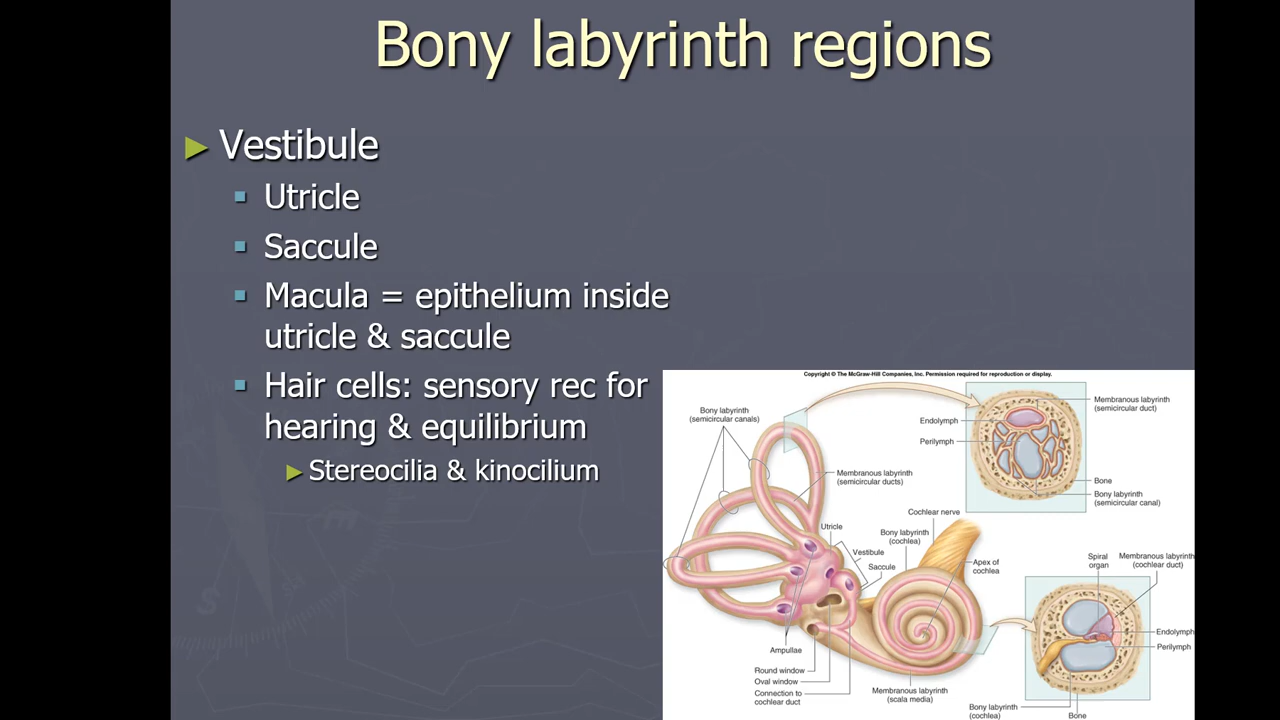 Bony labyrinth regions
Vestibule
Utricle
Saccule
Macula = epithelium inside
utricle & saccule
Hair cells: sensory rec for
hearing & equilibrium
Stereocilia & kinocilium
Copyright © The McGraw-Hill Companies, Inc. Permission required for reproduction or display.
Bony labyrinth
(semicircular canals)
Membranous labyrinth
(semicircular duct)
Endolymph
Perilymph
Membranous labyrinth
(semicircular ducts)
Bone
Bony labyrinth
(semicircular canal)
Cochlear nerve
Utricle
Bony labyrinth
(cochlea)
Vestibule
Saccule
Apex of
cochlea
Spiral
organ
Membranous labyrinth
(cochlear duct)
Endolymph
Perilymph
Ampullae
Round window
Oval window
Connection to
cochlear duct
Membranous labyrinth
(scala media)
Bony labyrinth
(cochlea)
Bone
S